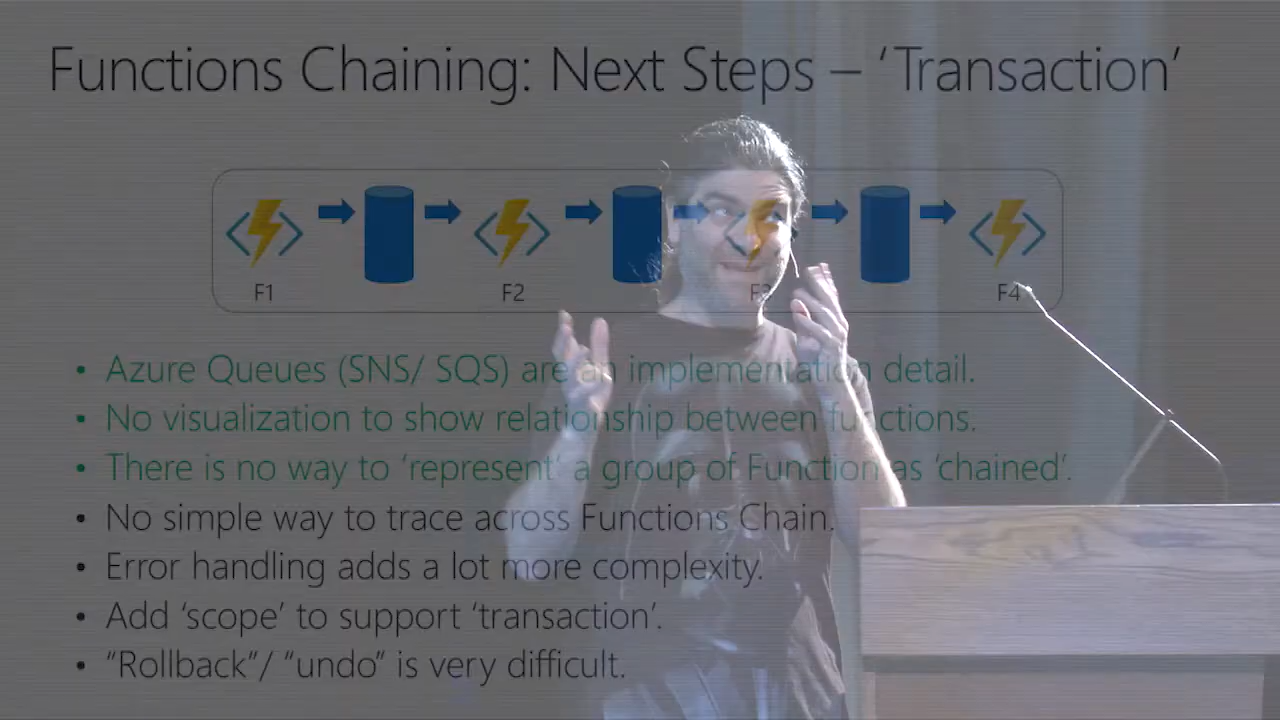 Functions Chaining: Next Steps – ‘Transaction’
F1 F2 F3 F4
• Azure Queues (SNS/ SQS) are an implementation detail.
• No visualization to show relationship between functions.
• There is no way to ‘represent’ a group of Function as ‘chained’.
• No simple way to trace across Functions Chain.
• Error handling adds a lot more complexity.
• Add ‘scope’ to support ‘transaction’.
• “Rollback”/ “undo” is very difficult.